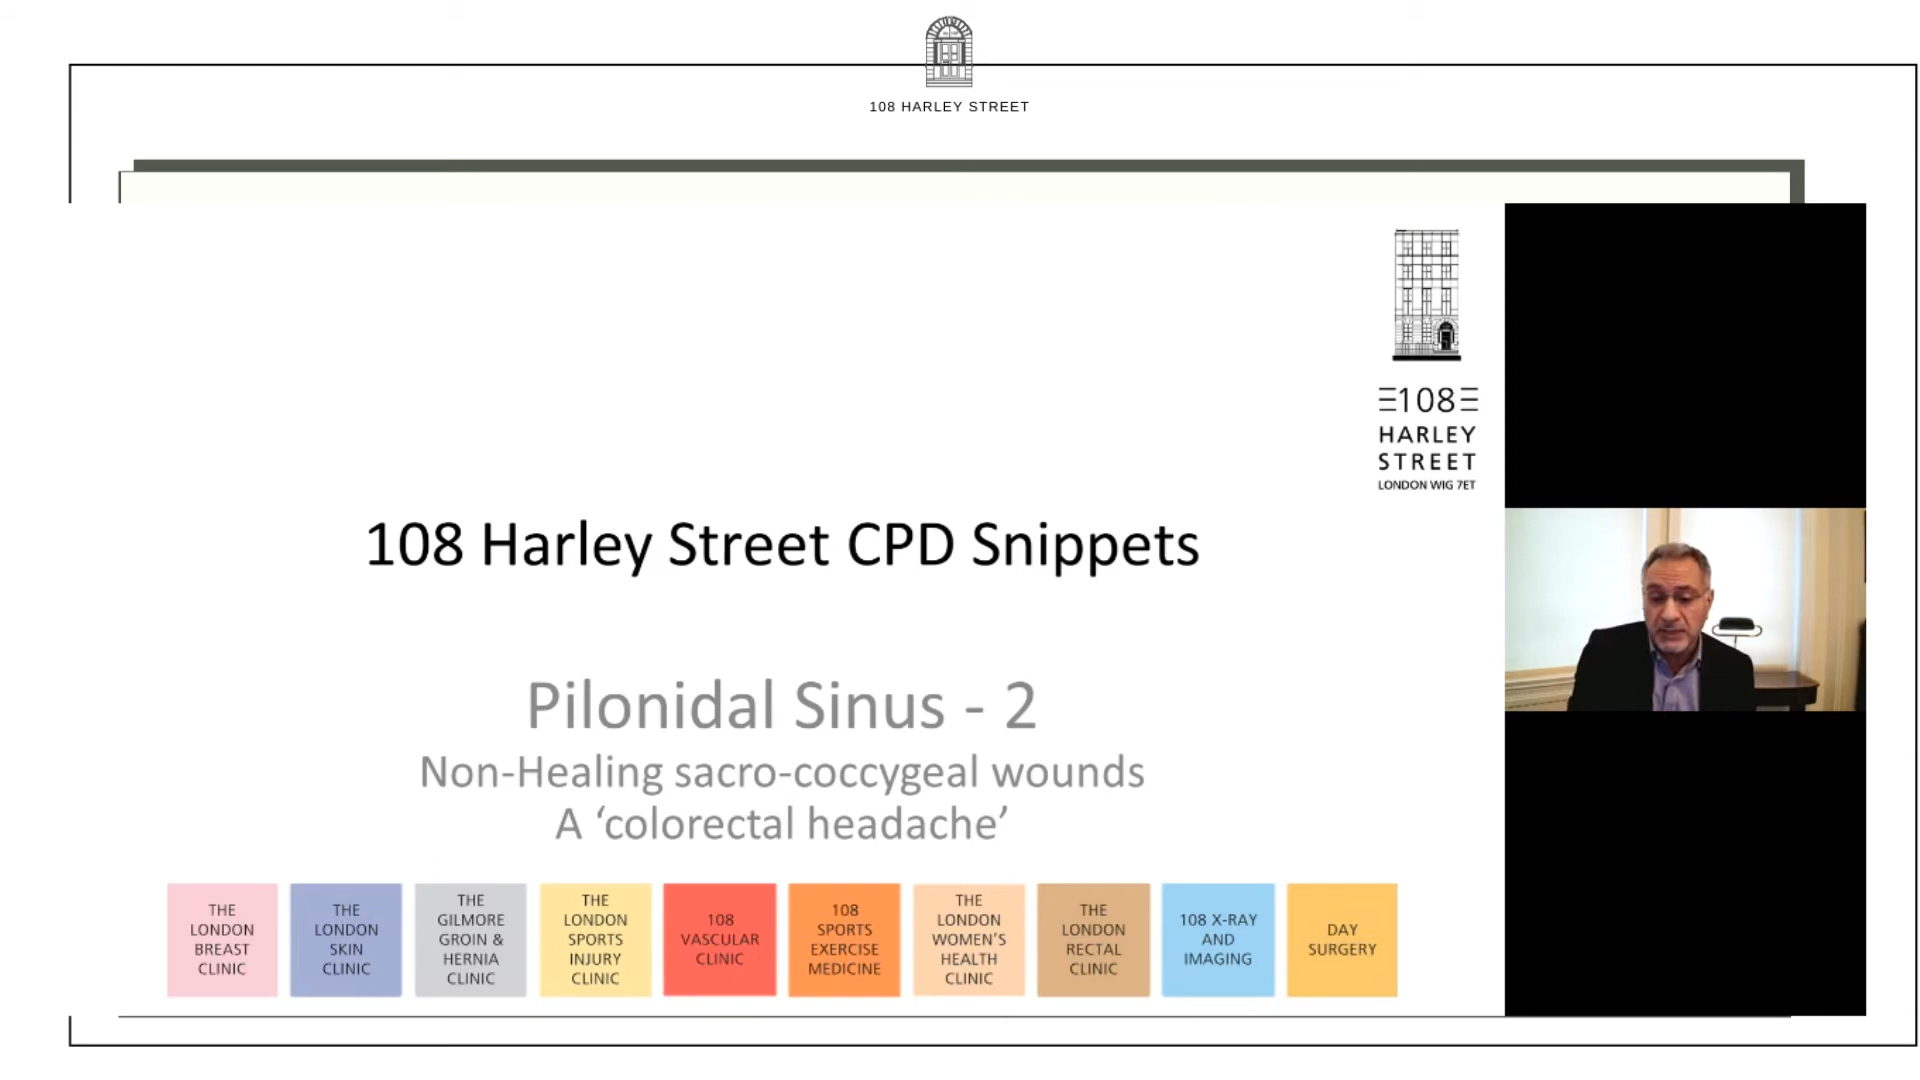 108 HARLEY STREET
108
HARLEY
STREET
LONDON W1G 7ET
108 Harley Street CPD Snippets
Pilonidal Sinus - 2
Non-Healing sacro-coccygeal wounds
A ‘colorectal headache’
THE
LONDON
BREAST
CLINIC
THE
LONDON
SKIN
CLINIC
THE
GILMORE
GROIN &
HERNIA
CLINIC
THE
LONDON
SPORTS
INJURY
CLINIC
108
VASCULAR
CLINIC
108
SPORTS
EXERCISE
MEDICINE
THE
LONDON
WOMEN'S
HEALTH
CLINIC
THE
LONDON
RECTAL
CLINIC
108 X-RAY
AND
IMAGING
DAY
SURGERY